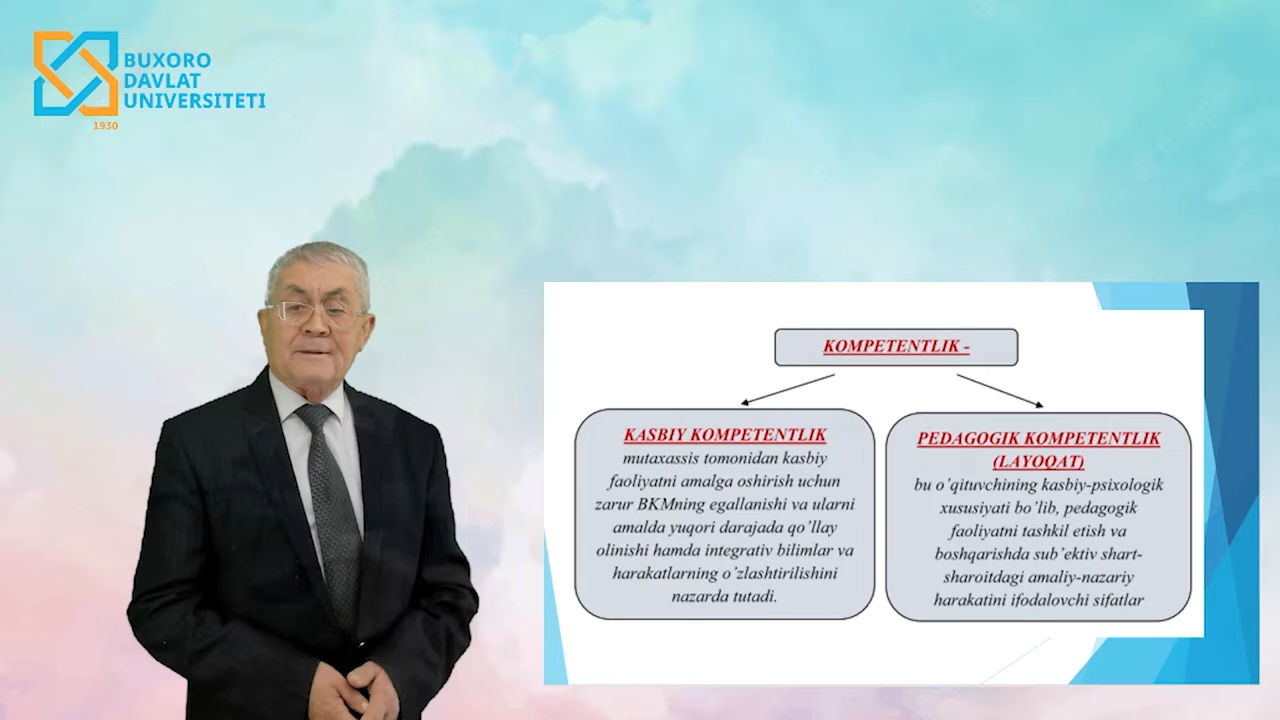 BUXORO
DAVLAT
UNIVERSITETI
1930
KOMPETENTLIK -
KASBIY KOMPETENTLIK
mutaxassis tomonidan kasbiy
faoliyatni amalga oshirish uchun
zarur BKMning egallanishi va ularni
amalda yuqori darajada qo’llay
olinishi hamda integrativ bilimlar va
harakatlarning o’zlashtirilishini
nazarda tutadi.
PEDAGOGIK KOMPETENTLIK
(LAYOQAT)
bu o’qituvchining kasbiy-psixologik
xususiyati bo’lib, pedagogik
faoliyatni tashkil etish va
boshqarishda sub’ektiv shart-
sharoitdagi amaliy-nazariy
harakatini ifodalovchi sifatlar